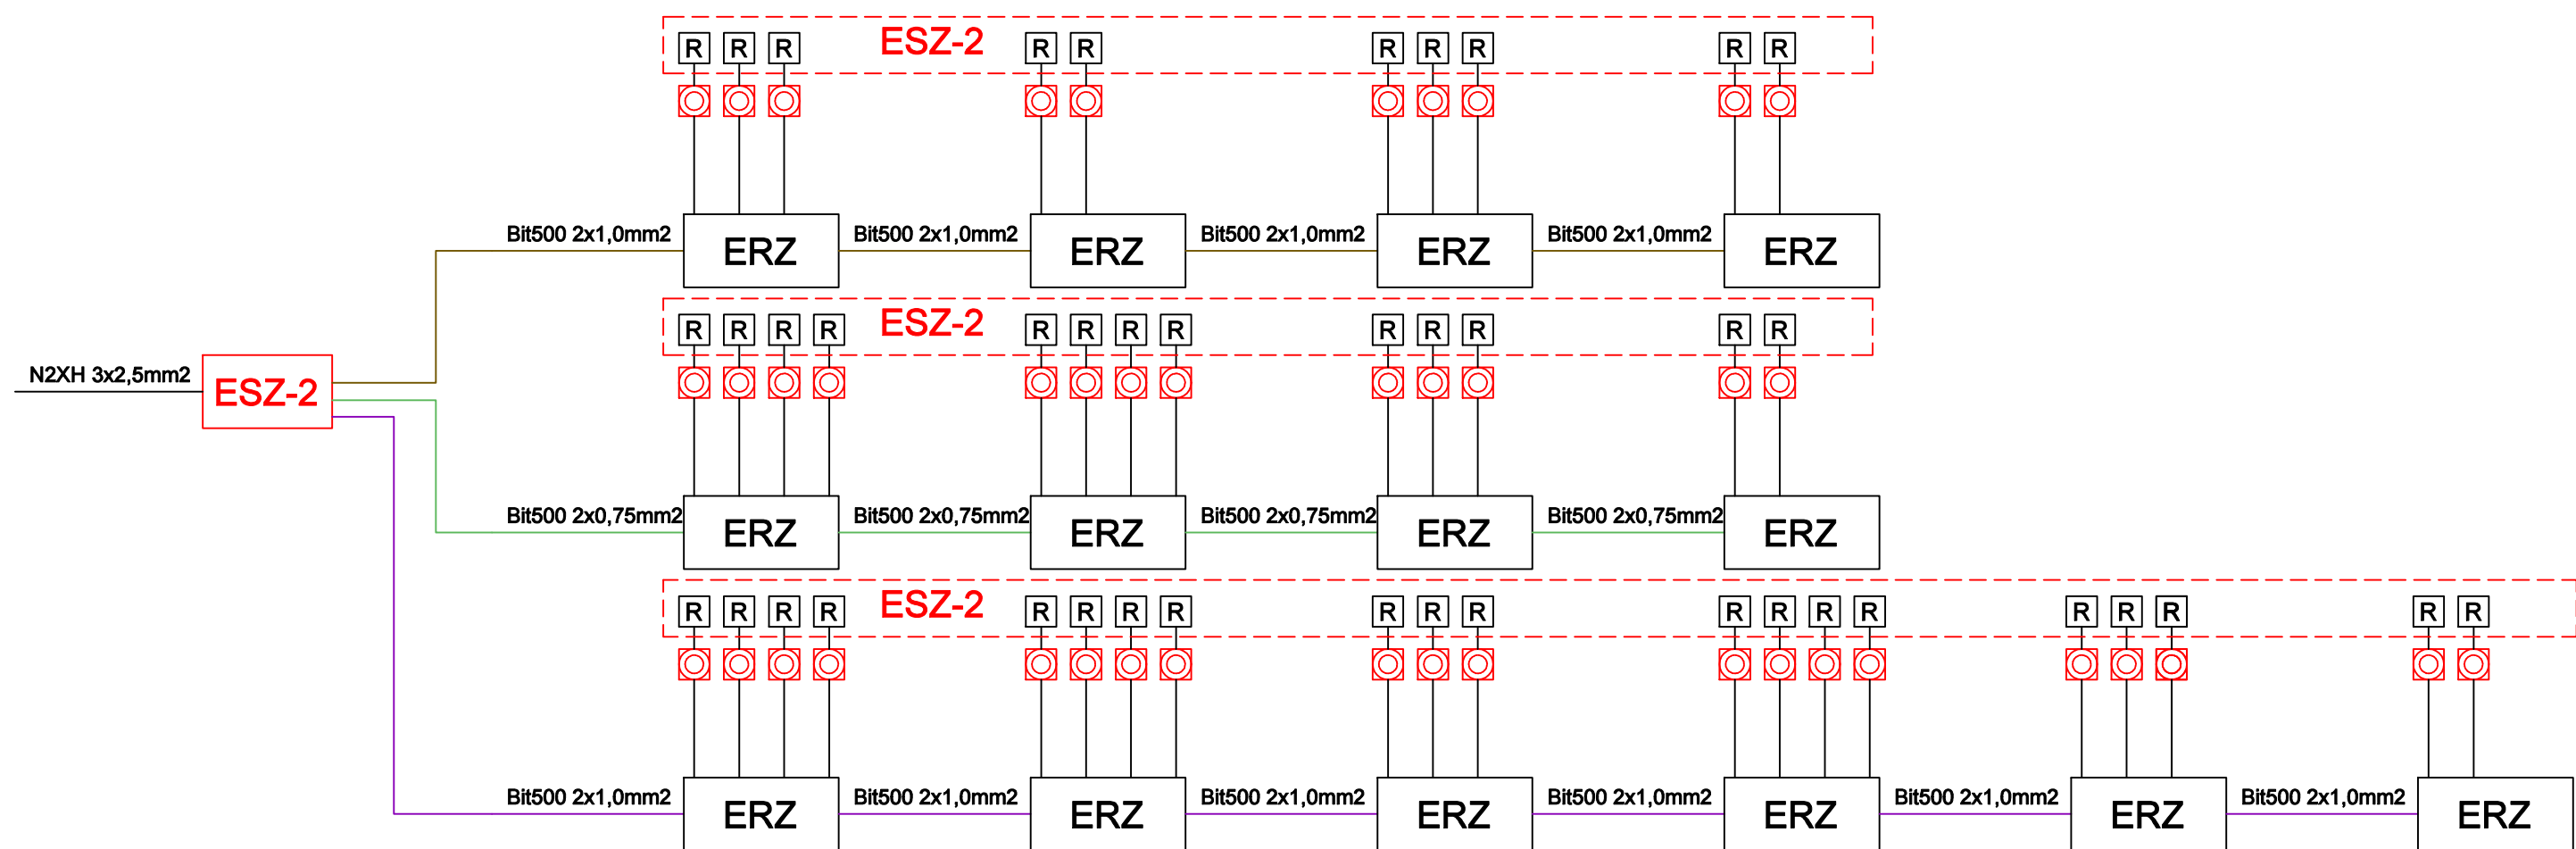 R R R ESZ-2 R R R R R R R
Bit500 2x1,0mm2 Bit500 2x1,0mm2 Bit500 2x1,0mm2 Bit500 2x1,0mm2
ERZ ERZ ERZ ERZ
R R R R ESZ-2 R R R R R R R R R
N2XH 3x2,5mm2
ESZ-2
Bit500 2x0,75mm2 Bit500 2x0,75mm2 Bit500 2x0,75mm2 Bit500 2x0,75mm2
ERZ ERZ ERZ ERZ
R R R R ESZ-2 R R R R R R R R R R R R R R R R
Bit500 2x1,0mm2 Bit500 2x1,0mm2 Bit500 2x1,0mm2 Bit500 2x1,0mm2 Bit500 2x1,0mm2 Bit500 2x1,0mm2
ERZ ERZ ERZ ERZ ERZ ERZ